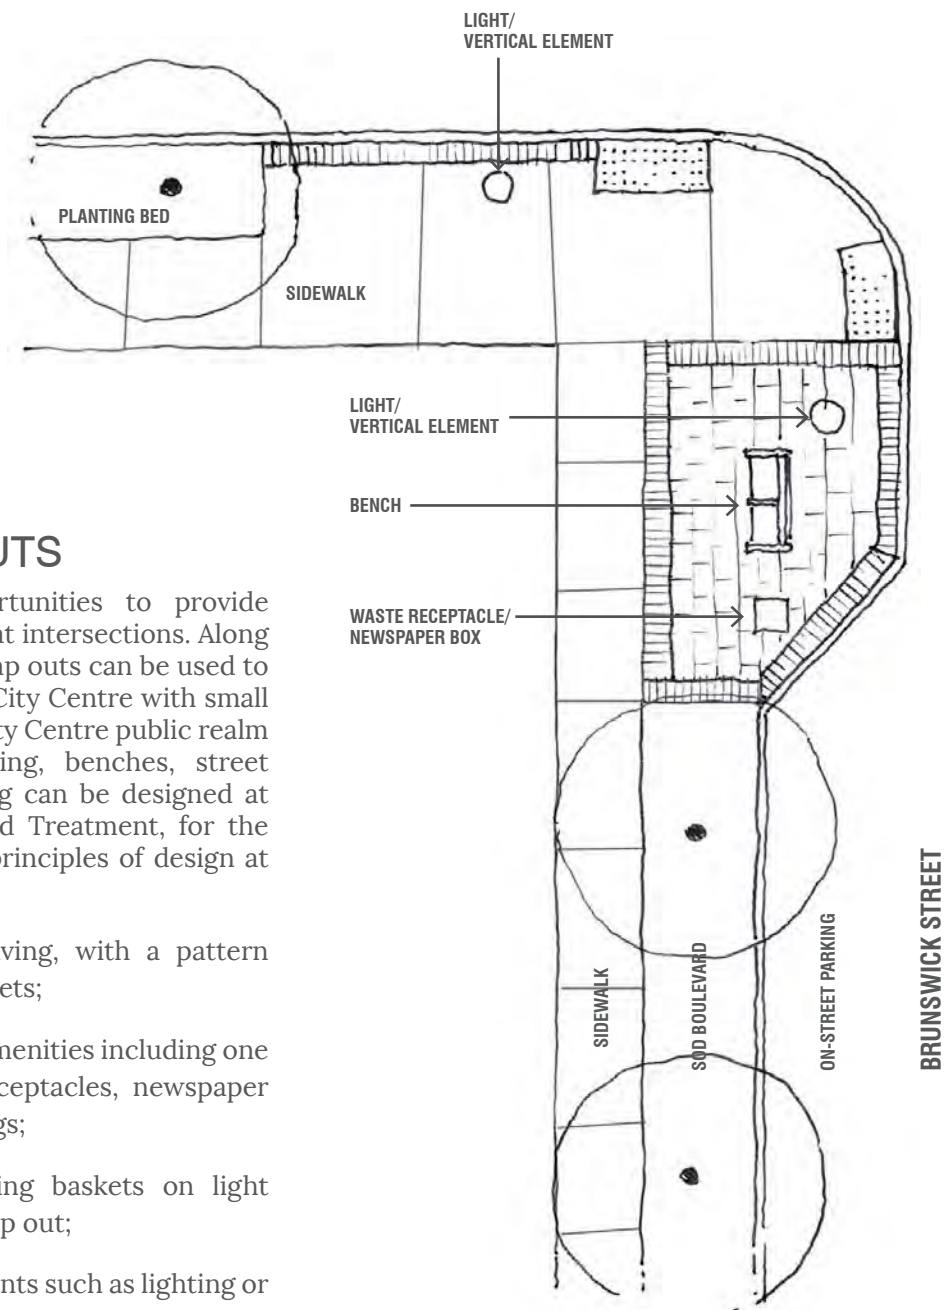 LIGHT/
VERTICAL ELEMENT
PLANTING BED
SIDEWALK
LIGHT/
VERTICAL ELEMENT
BENCH
WASTE RECEPTACLE/
NEWSPAPER BOX
SIDEWALK
SOD BOULEVARD
ON-STREET PARKING
BRUNSWICK STREET
UTS
rtunities to provide
at intersections. Along
mp outs can be used to
City Centre with small
ty Centre public realm
ing, benches, street
g can be designed at
d Treatment, for the
principles of design at
ving, with a pattern
ets;
menities including one
ceptacles, newspaper
gs;
ing baskets on light
p out;
nts such as lighting or